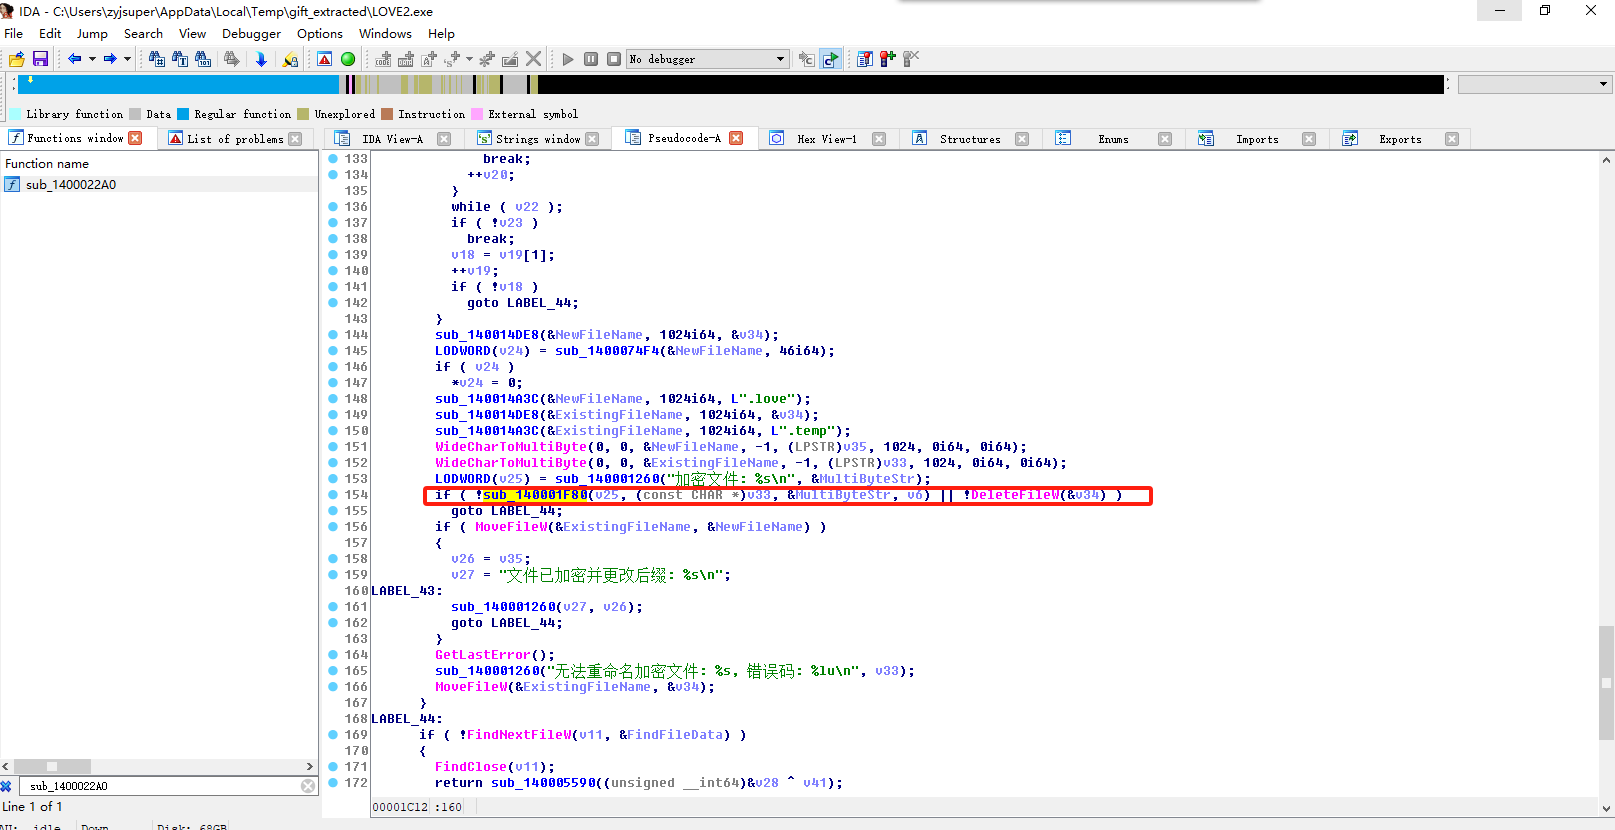 IDA - C:\Users\zyjsuper\AppData\Local\Temp\gift_extracted\LOVE2.exe
File Edit Jump Search View Debugger Options Windows Help
No debugger
Library function Data Regular function Unexplored Instruction External symbol
Functions window List of problems IDA View-A Strings window Pseudocode-A Hex View-1 Structures Enums Imports Exports
Function name
sub_1400022A0
133 break;
134 ++v20;
135 }
136 while ( v22 );
137 if ( !v23 )
138 break;
139 v18 = v19[1];
140 ++v19;
141 if ( !v18 )
142 goto LABEL_44;
143 }
144 sub_140014DE8(&NewFileName, 1024i64, &v34);
145 LODWORD(v24) = sub_1400074F4(&NewFileName, 46i64);
146 if ( v24 )
147 *v24 = 0;
148 sub_140014A3C(&NewFileName, 1024i64, L".love");
149 sub_140014DE8(&ExistingFileName, 1024i64, &v34);
150 sub_140014A3C(&ExistingFileName, 1024i64, L".temp");
151 WideCharToMultiByte(0, 0, &NewFileName, -1, (LPSTR)v35, 1024, 0i64, 0i64);
152 WideCharToMultiByte(0, 0, &ExistingFileName, -1, (LPSTR)v33, 1024, 0i64, 0i64);
153 LODWORD(v25) = sub_140001260("加密文件: %s\n", &MultiByteStr);
154 if ( !sub_140001F80(v25, (const CHAR *)v33, &MultiByteStr, v6) || !DeleteFileW(&v34) )
155 goto LABEL_44;
156 if ( MoveFileW(&ExistingFileName, &NewFileName) )
157 {
158 v26 = v35;
159 v27 = "文件已加密并更改后缀: %s\n";
160 LABEL_43:
161 sub_140001260(v27, v26);
162 goto LABEL_44;
163 }
164 GetLastError();
165 sub_140001260("无法重命名加密文件: %s, 错误码: %lu\n", v33);
166 MoveFileW(&ExistingFileName, &v34);
167 }
168 LABEL_44:
169 if ( !FindNextFileW(v11, &FindFileData) )
170 {
171 FindClose(v11);
172 return sub_140005590((unsigned __int64)&v28 ^ v41);
sub_1400022A0
Line 1 of 1
00001C12 :160
AU: idle Down Disk: 68GB